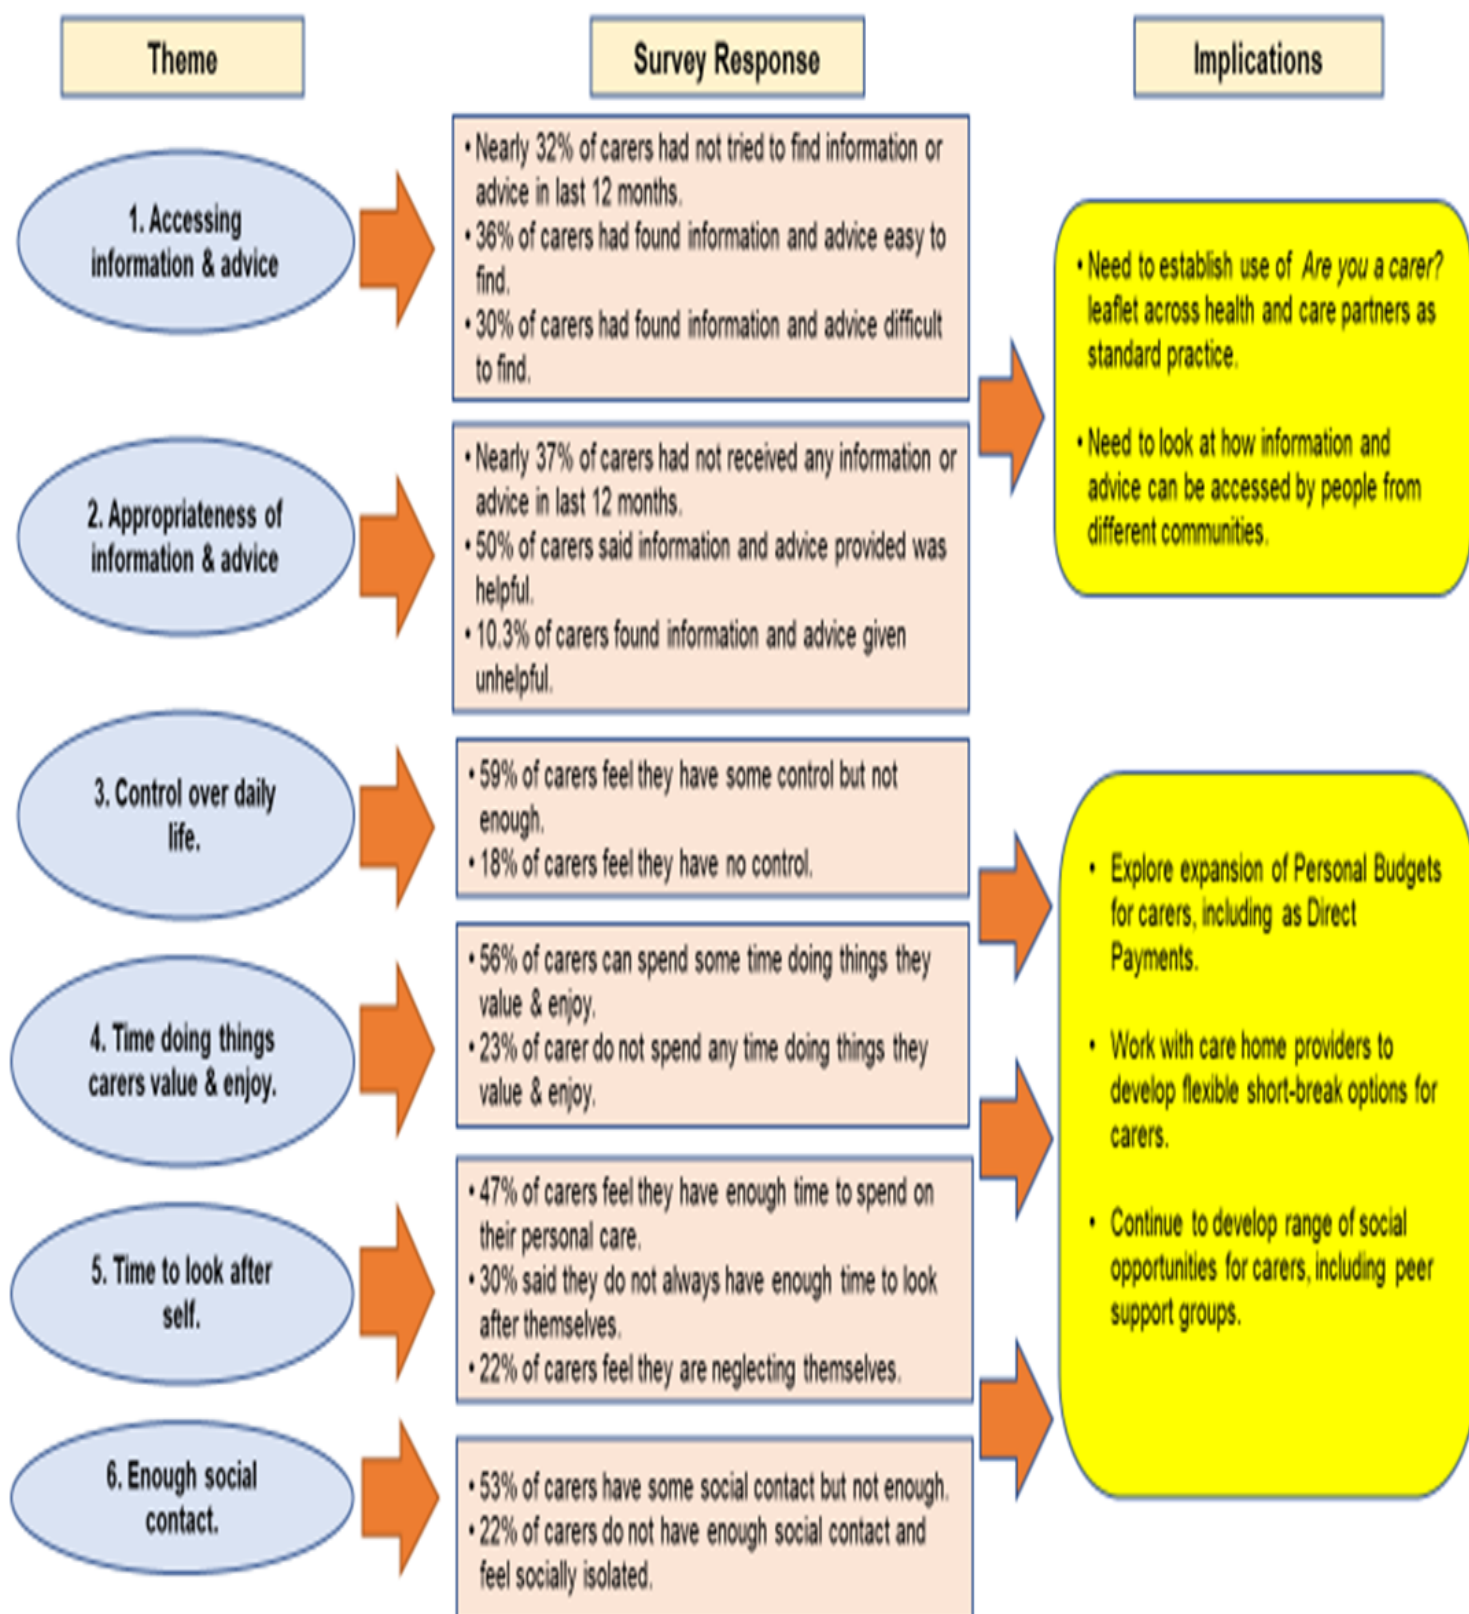 Theme
Survey Response
Implications
1. Accessing
information & advice
• Nearly 32% of carers had not tried to find information or
advice in last 12 months.
• 36% of carers had found information and advice easy to
find.
• 30% of carers had found information and advice difficult
to find.
2. Appropriateness of
information & advice
• Nearly 37% of carers had not received any information or
advice in last 12 months.
• 50% of carers said information and advice provided was
helpful.
• 10.3% of carers found information and advice given
unhelpful.
• Need to establish use of Are you a carer?
leaflet across health and care partners as
standard practice.
• Need to look at how information and
advice can be accessed by people from
different communities.
3. Control over daily
life.
• 59% of carers feel they have some control but not
enough.
• 18% of carers feel they have no control.
4. Time doing things
carers value & enjoy.
• 56% of carers can spend some time doing things they
value & enjoy.
• 23% of carer do not spend any time doing things they
value & enjoy.
5. Time to look after
self.
• 47% of carers feel they have enough time to spend on
their personal care.
• 30% said they do not always have enough time to look
after themselves.
• 22% of carers feel they are neglecting themselves.
6. Enough social
contact.
• 53% of carers have some social contact but not enough.
• 22% of carers do not have enough social contact and
feel socially isolated.
• Explore expansion of Personal Budgets
for carers, including as Direct
Payments.
• Work with care home providers to
develop flexible short-break options for
carers.
• Continue to develop range of social
opportunities for carers, including peer
support groups.